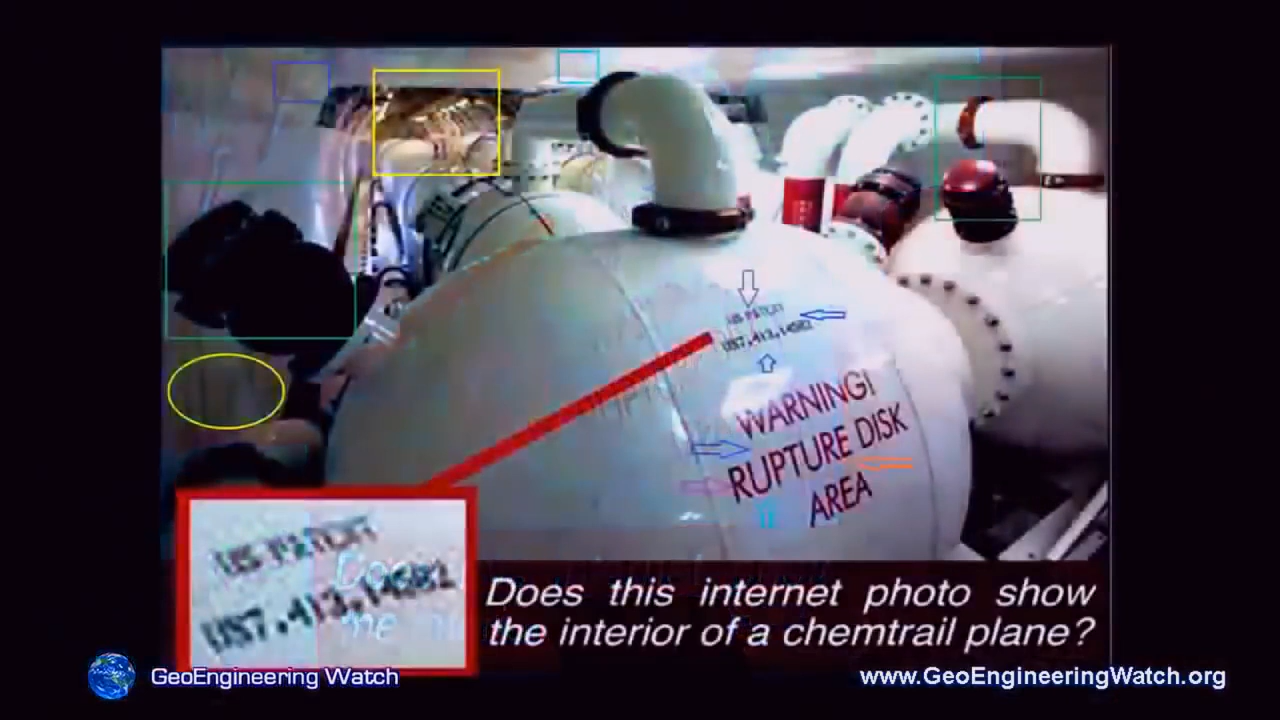 WARNING!
RUPTURE DISK
AREA
Does this internet photo show
the interior of a chemtrail plane?
GeoEngineering Watch
www.GeoEngineeringWatch.org